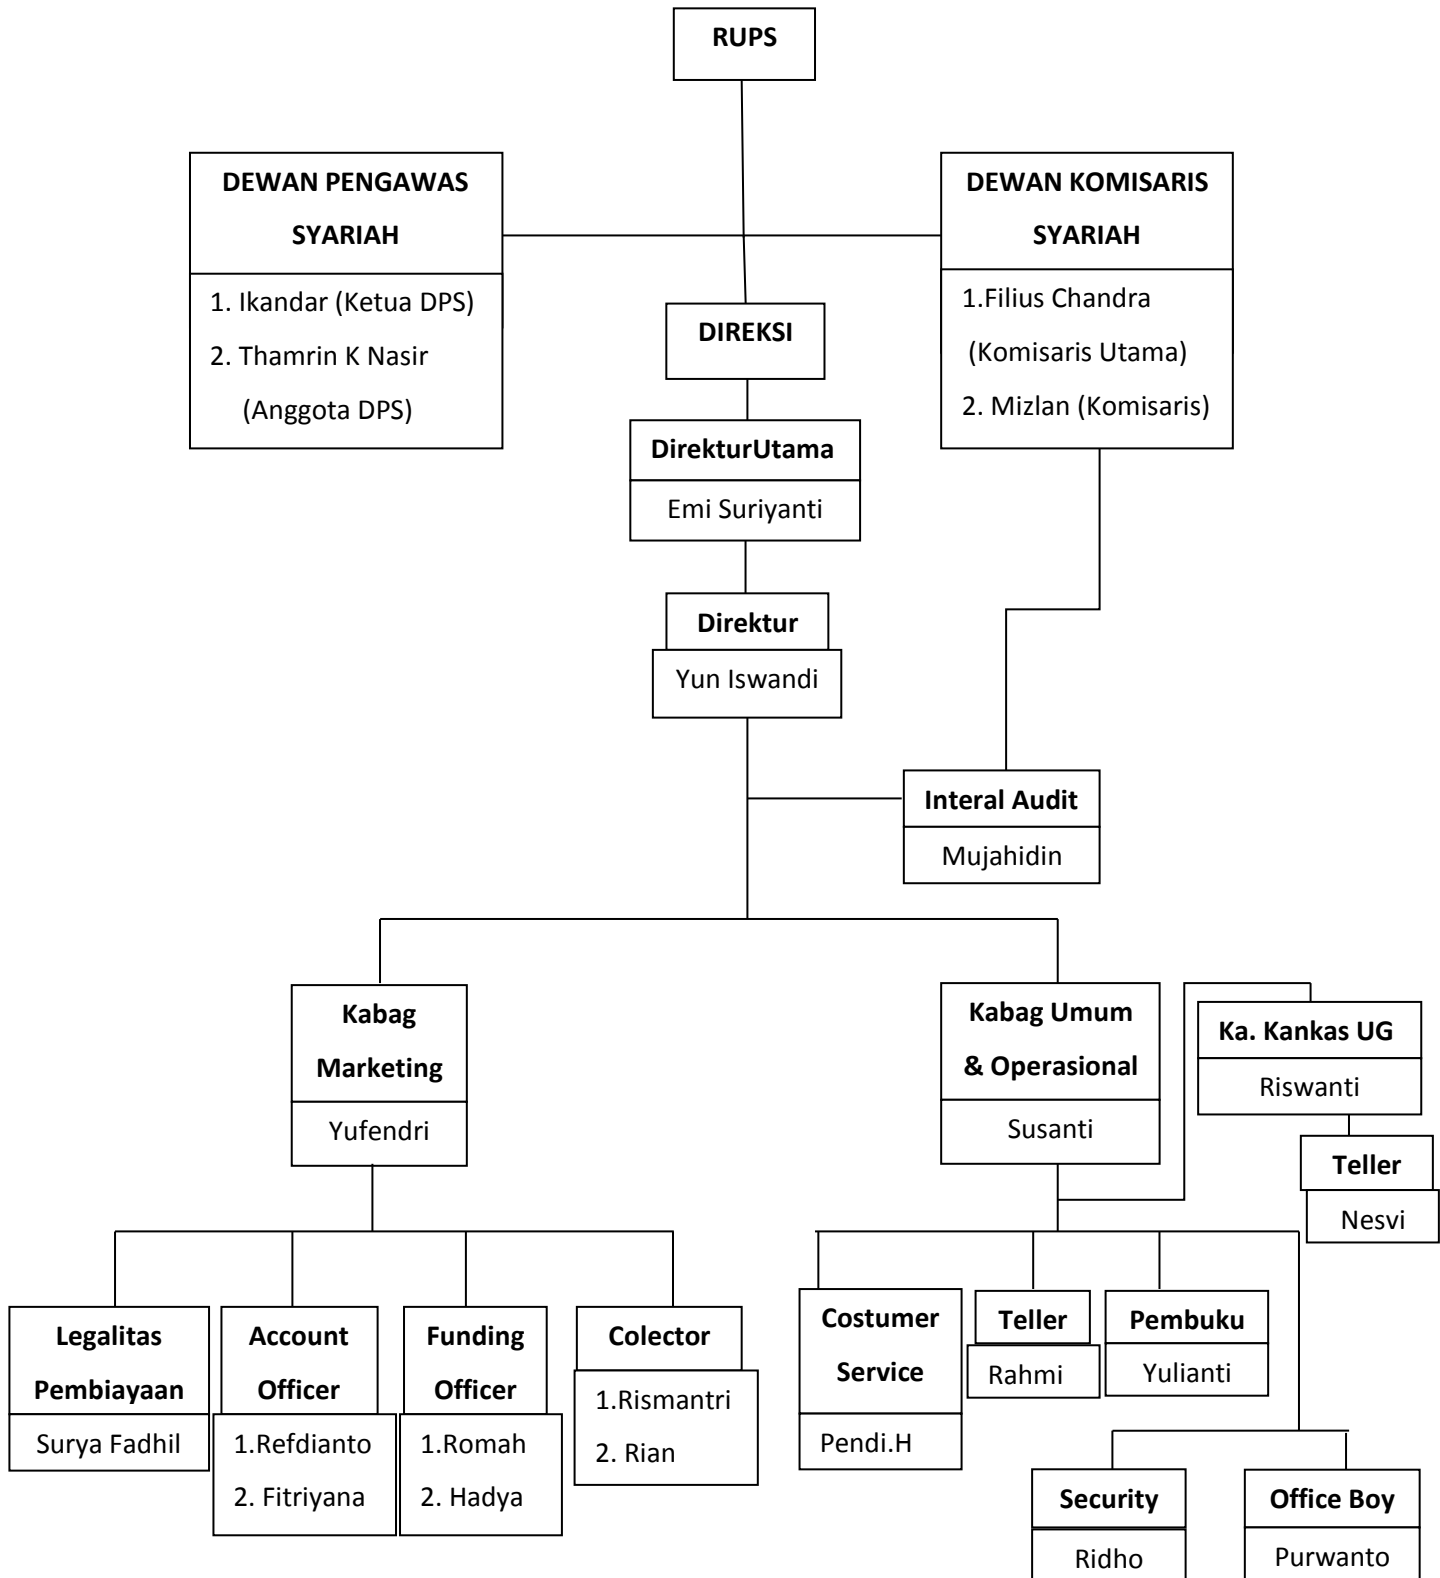 RUPS
DEWAN PENGAWAS
SYARIAH
1. Ikandar (Ketua DPS)
2. Thamrin K Nasir
(Anggota DPS)
DEWAN KOMISARIS
SYARIAH
1.Filius Chandra
(Komisaris Utama)
2. Mizlan (Komisaris)
DIREKSI
DirekturUtama
Emi Suriyanti
Direktur
Yun Iswandi
Interal Audit
Mujahidin
Kabag
Marketing
Yufendri
Kabag Umum
& Operasional
Susanti
Ka. Kankas UG
Riswanti
Teller
Nesvi
Legalitas
Pembiayaan
Surya Fadhil
Account
Officer
1.Refdianto
2. Fitriyana
Funding
Officer
1.Romah
2. Hadya
Colector
1.Rismantri
2. Rian
Costumer
Service
Pendi.H
Teller
Rahmi
Pembuku
Yulianti
Security
Ridho
Office Boy
Purwanto